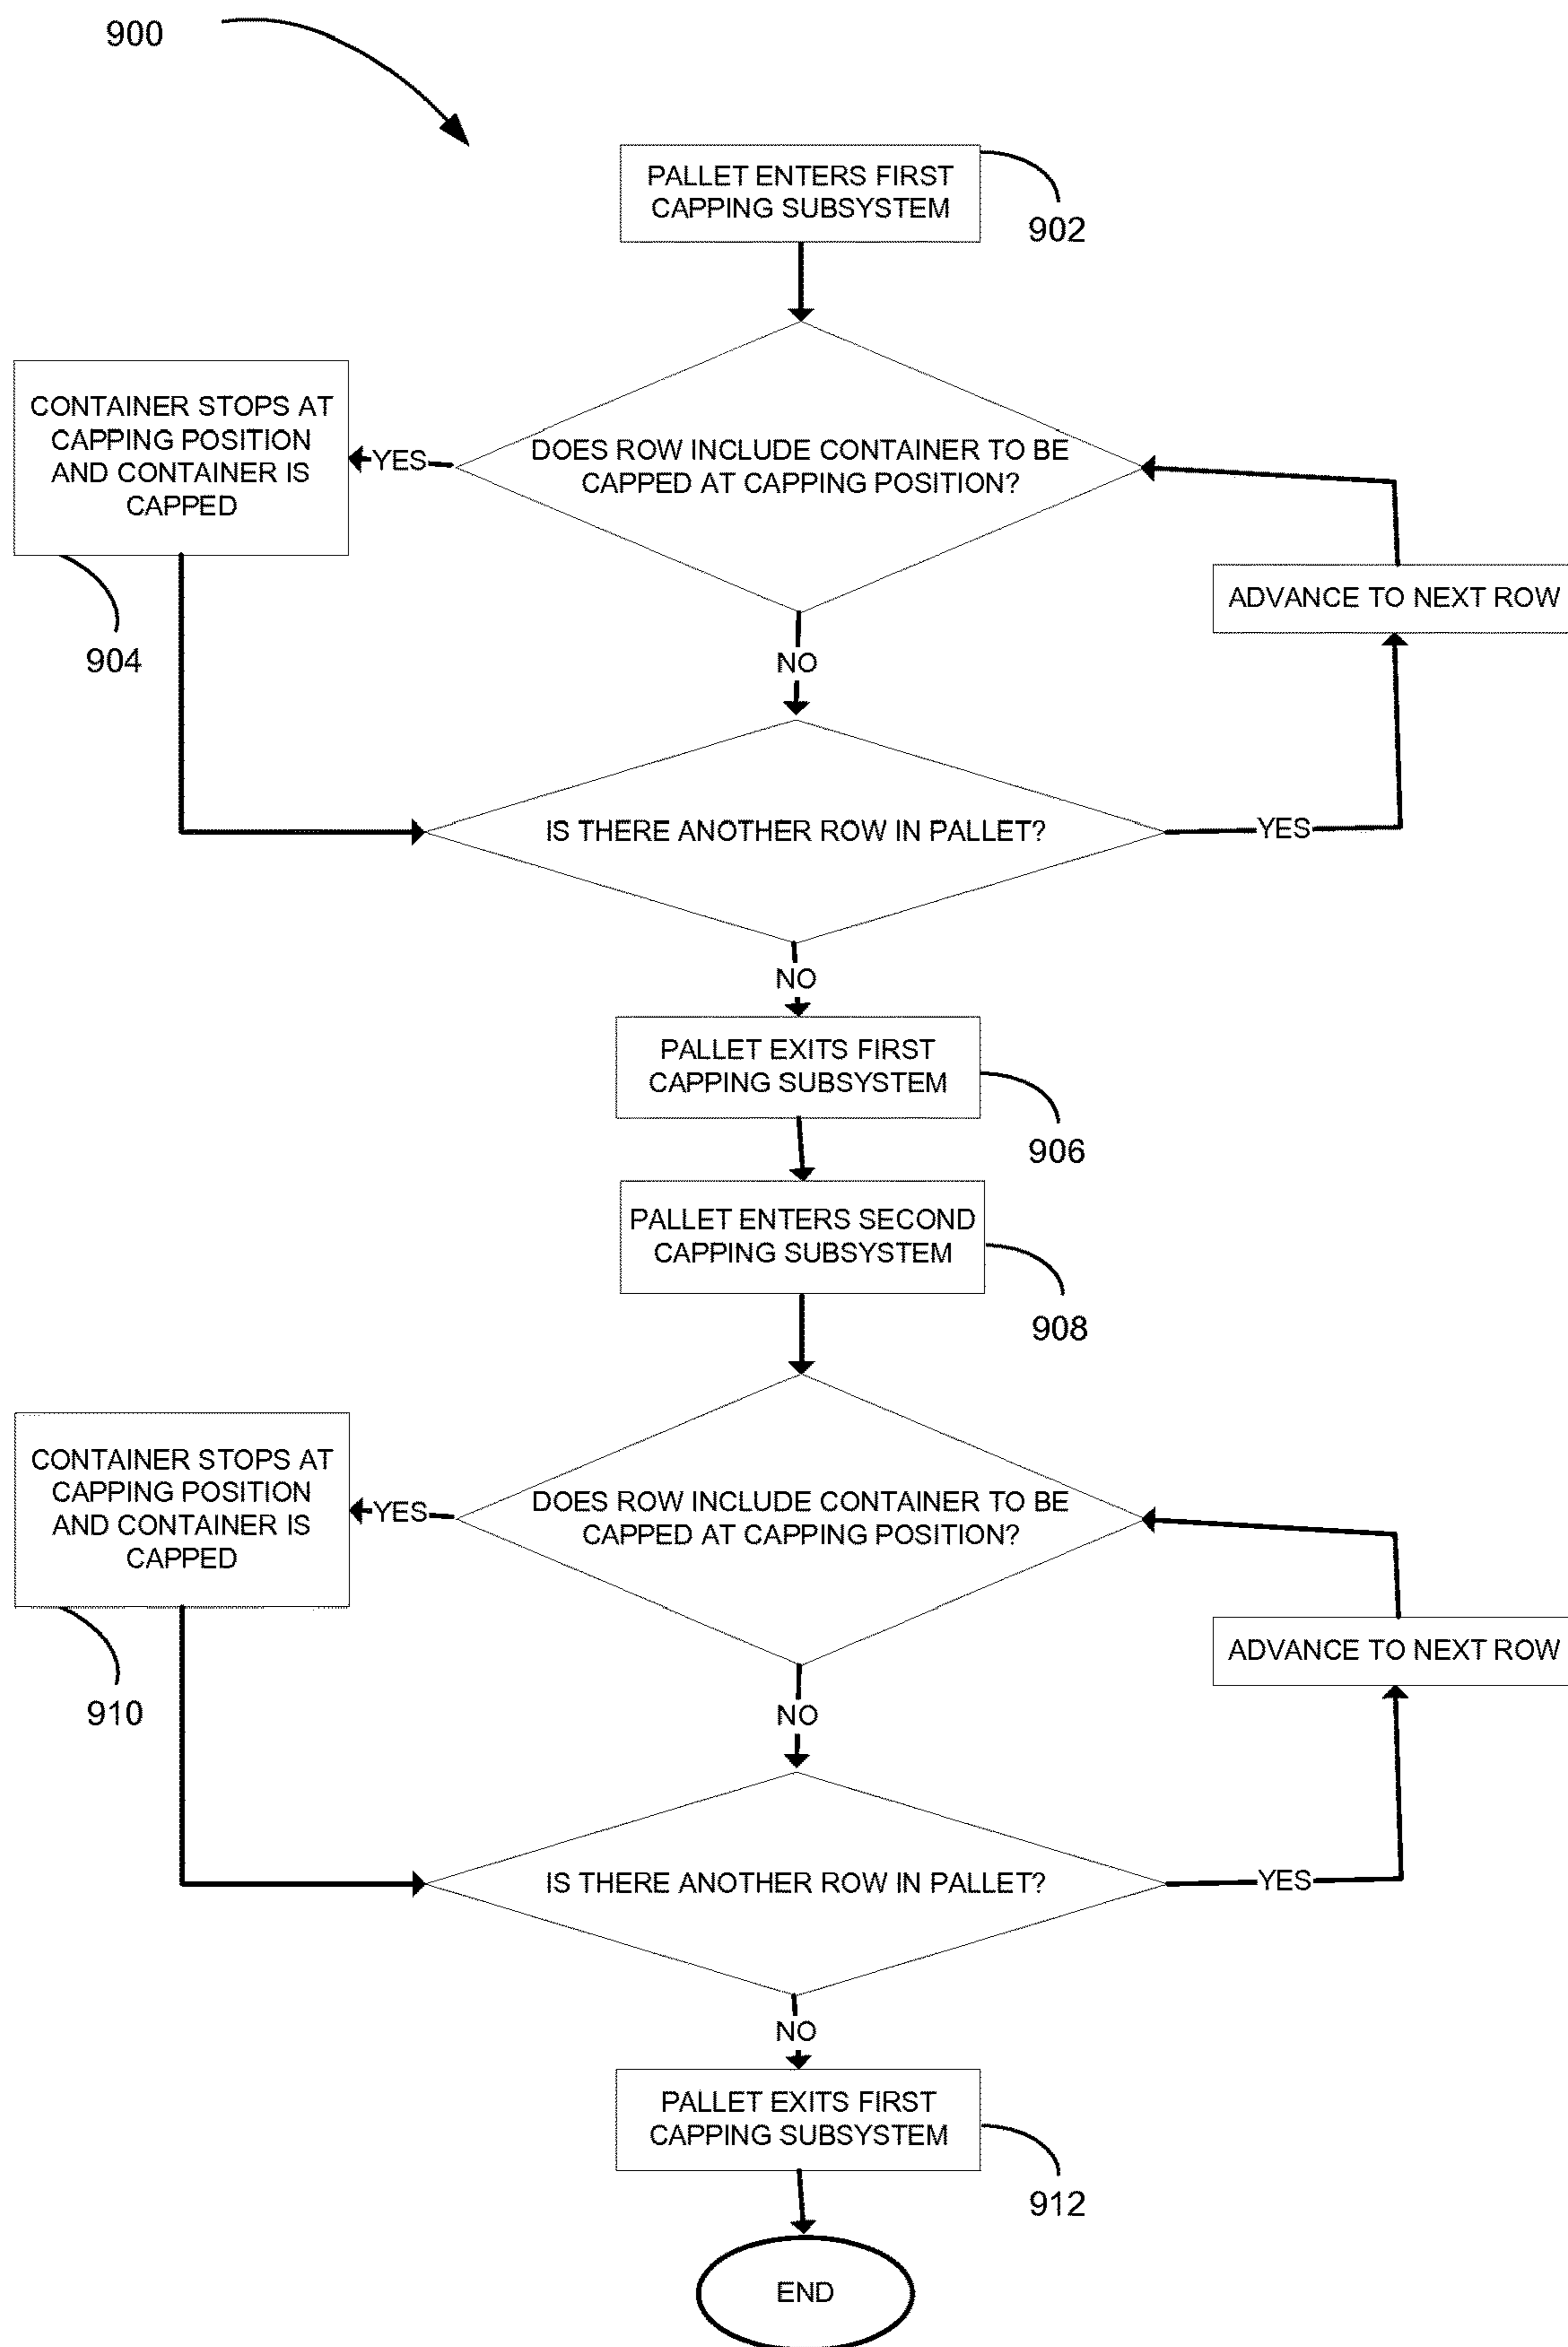 900
PALLET ENTERS FIRST
CAPPING SUBSYSTEM
902
CONTAINER STOPS AT
CAPPING POSITION
AND CONTAINER IS
CAPPED
904
YES
DOES ROW INCLUDE CONTAINER TO BE
CAPPED AT CAPPING POSITION?
ADVANCE TO NEXT ROW
NO
IS THERE ANOTHER ROW IN PALLET?
YES
NO
PALLET EXITS FIRST
CAPPING SUBSYSTEM
906
PALLET ENTERS SECOND
CAPPING SUBSYSTEM
908
CONTAINER STOPS AT
CAPPING POSITION
AND CONTAINER IS
CAPPED
910
YES
DOES ROW INCLUDE CONTAINER TO BE
CAPPED AT CAPPING POSITION?
ADVANCE TO NEXT ROW
NO
IS THERE ANOTHER ROW IN PALLET?
YES
NO
PALLET EXITS FIRST
CAPPING SUBSYSTEM
912
END